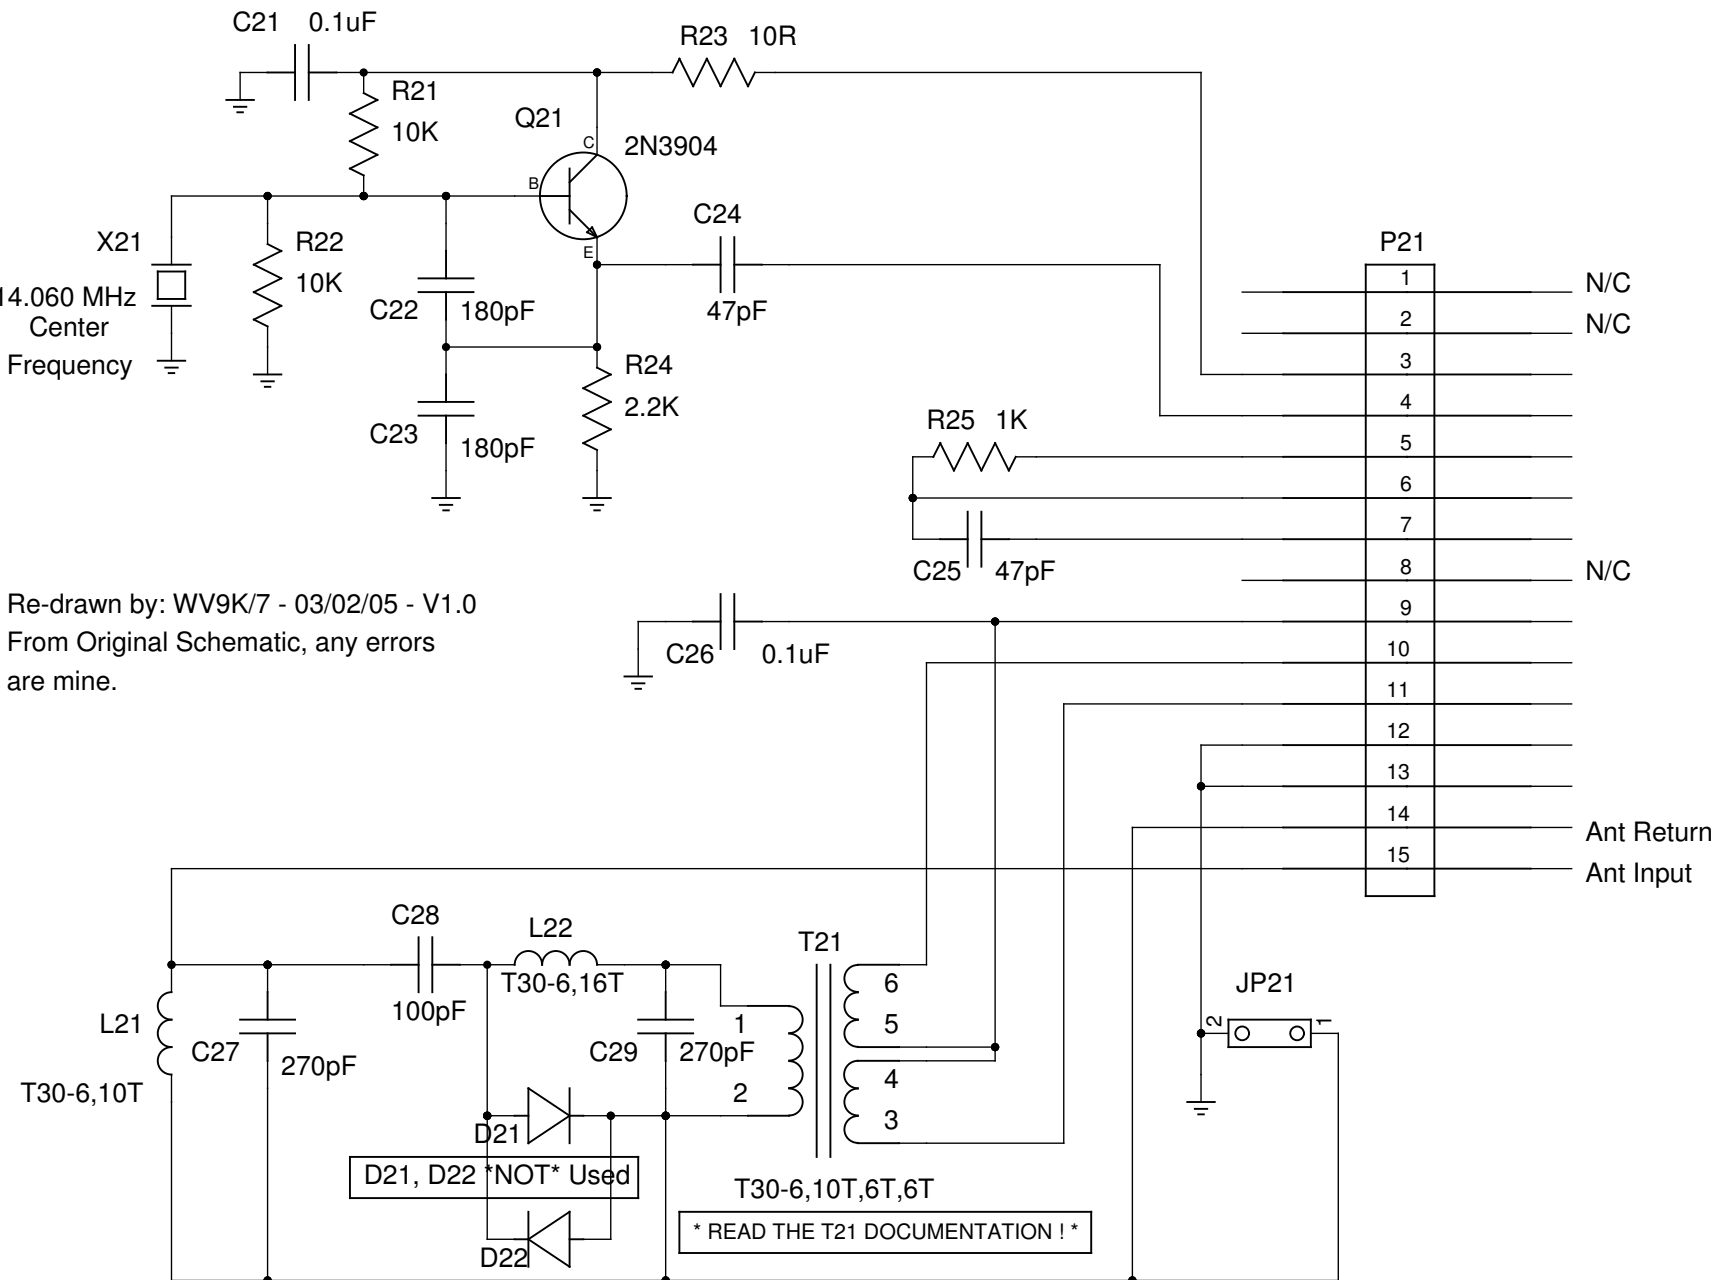 C21 0.1uF
R23 10R
R21
10K
Q21
C
2N3904
B
E
C24
47pF
X21
14.060 MHz
Center
Frequency
R22
10K
C22 180pF
C23 180pF
R24
2.2K
P21
1 N/C
2 N/C
3
4
5
6
7
8 N/C
9
10
11
12
13
14 Ant Return
15 Ant Input
R25 1K
C25 47pF
Re-drawn by: WV9K/7 - 03/02/05 - V1.0
From Original Schematic, any errors
are mine.
C26 0.1uF
C28
100pF
L22
T30-6,16T
T21
6
5
4
3
1
2
L21
T30-6,10T
C27 270pF
C29 270pF
JP21
2 1
D21
D21, D22 *NOT* Used
D22
T30-6,10T,6T,6T
* READ THE T21 DOCUMENTATION ! *